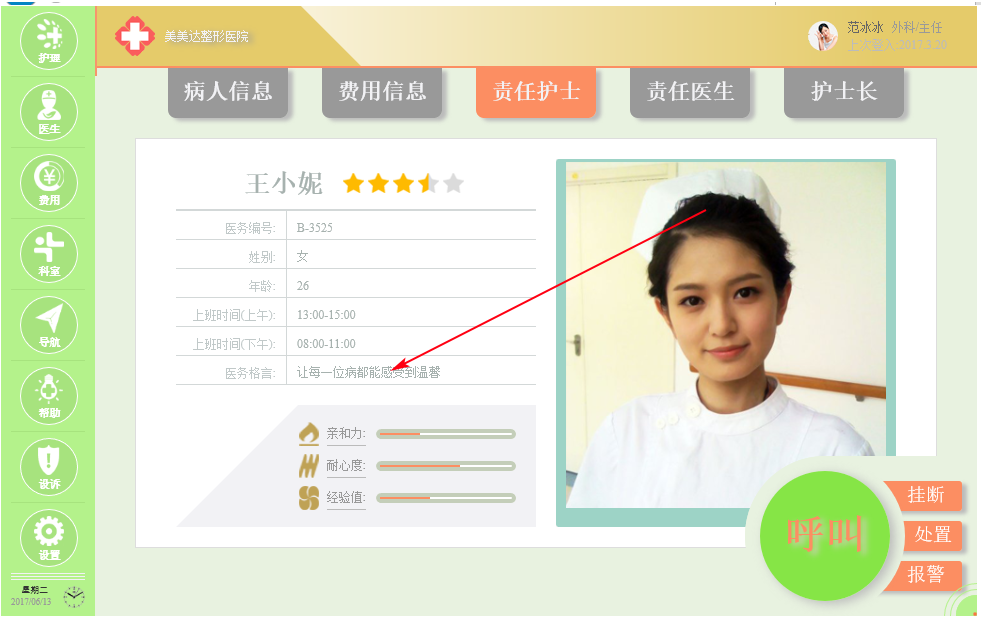 美美达整形医院
范冰冰 外科/主任
上次登入:2017.3.20
护理
医生
费用
科室
导航
帮助
设诉
设置
星期二
2017/06/13
病人信息
费用信息
责任护士
责任医生
护士长
王小妮
医务编号: B-3525
姓别: 女
年龄: 26
上班时间(上午): 13:00-15:00
上班时间(下午): 08:00-11:00
医务格言: 让每一位病都能感受到温馨
亲和力:
耐心度:
经验值:
呼叫
挂断
处置
报警